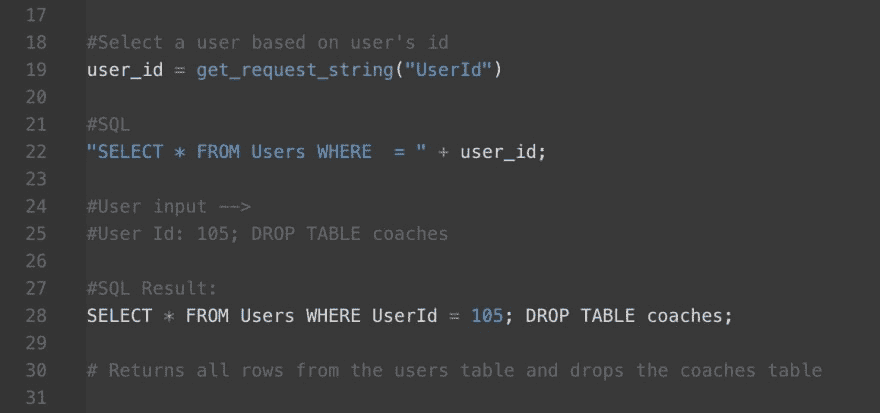 17
18 #Select a user based on user's id
19 user_id = get_request_string("UserId")
20
21 #SQL
22 "SELECT * FROM Users WHERE  = " + user_id;
23
24 #User input -->
25 #User Id: 105; DROP TABLE coaches
26
27 #SQL Result:
28 SELECT * FROM Users WHERE UserId = 105; DROP TABLE coaches;
29
30 # Returns all rows from the users table and drops the coaches table
31